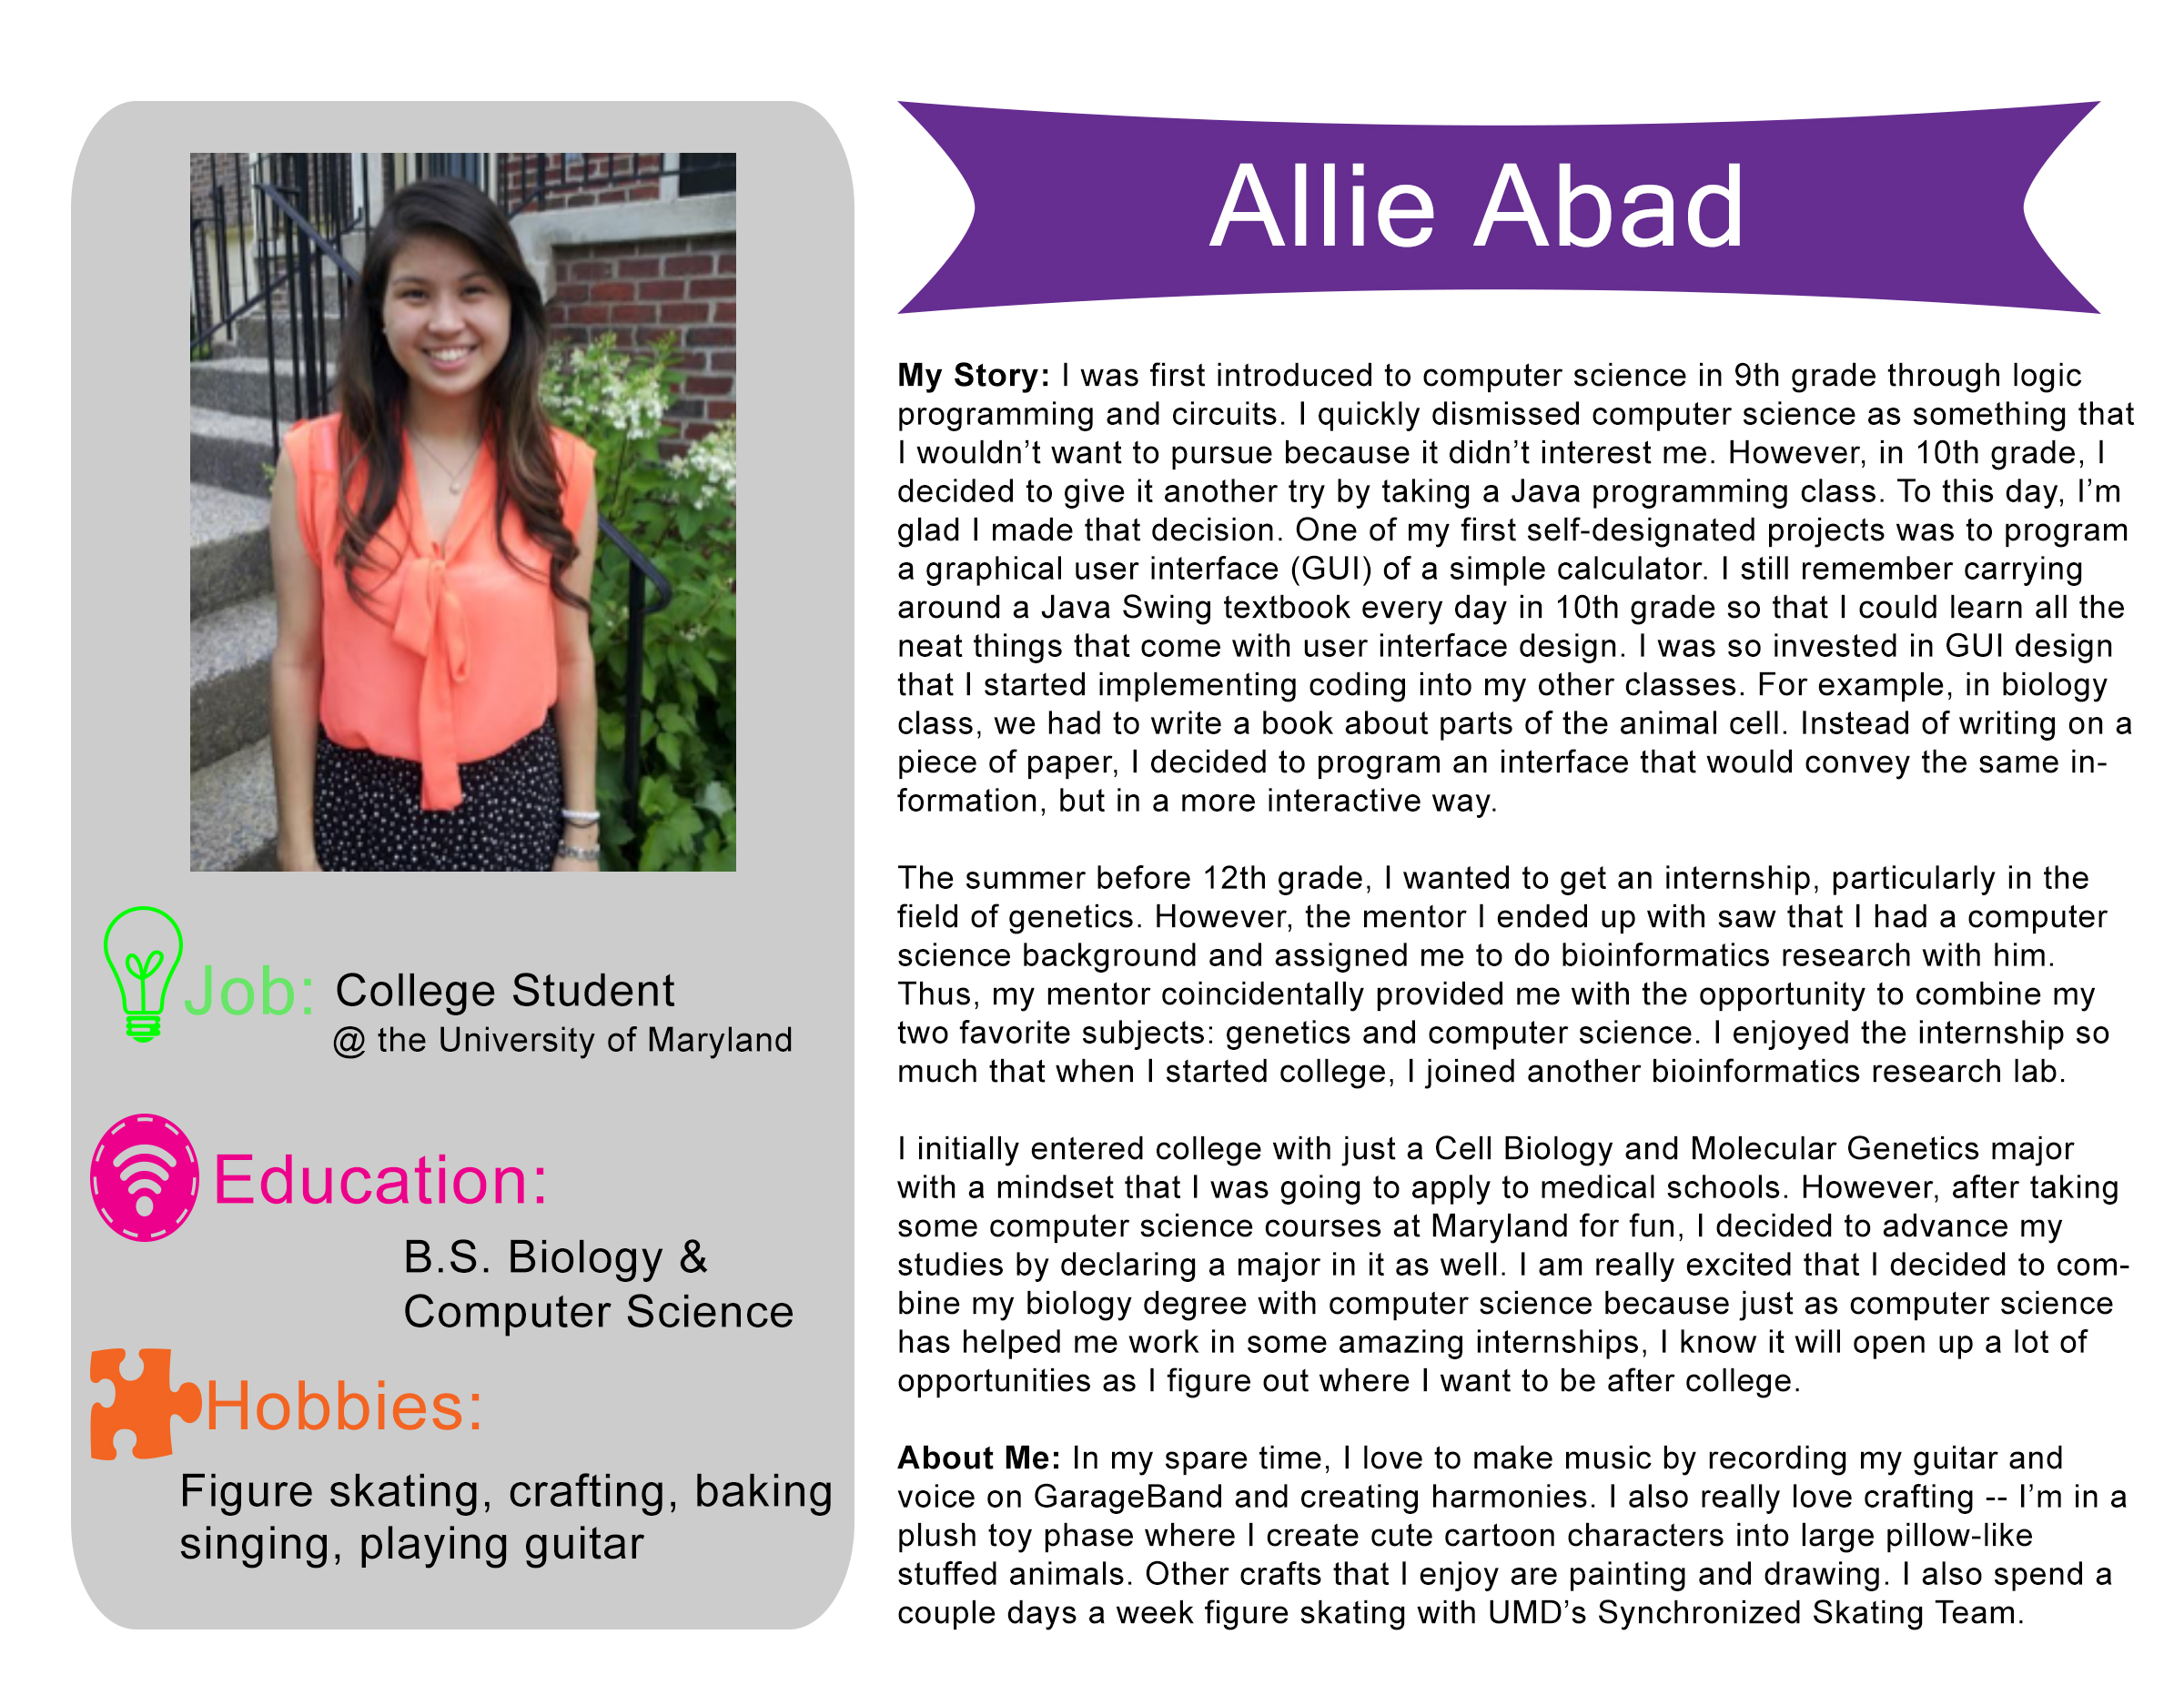 Allie Abad
Job: College Student
@ the University of Maryland
Education:
B.S. Biology &
Computer Science
Hobbies:
Figure skating, crafting, baking
singing, playing guitar
My Story: I was first introduced to computer science in 9th grade through logic
programming and circuits. I quickly dismissed computer science as something that
I wouldn’t want to pursue because it didn’t interest me. However, in 10th grade, I
decided to give it another try by taking a Java programming class. To this day, I’m
glad I made that decision. One of my first self-designated projects was to program
a graphical user interface (GUI) of a simple calculator. I still remember carrying
around a Java Swing textbook every day in 10th grade so that I could learn all the
neat things that come with user interface design. I was so invested in GUI design
that I started implementing coding into my other classes. For example, in biology
class, we had to write a book about parts of the animal cell. Instead of writing on a
piece of paper, I decided to program an interface that would convey the same in-
formation, but in a more interactive way.
The summer before 12th grade, I wanted to get an internship, particularly in the
field of genetics. However, the mentor I ended up with saw that I had a computer
science background and assigned me to do bioinformatics research with him.
Thus, my mentor coincidentally provided me with the opportunity to combine my
two favorite subjects: genetics and computer science. I enjoyed the internship so
much that when I started college, I joined another bioinformatics research lab.
I initially entered college with just a Cell Biology and Molecular Genetics major
with a mindset that I was going to apply to medical schools. However, after taking
some computer science courses at Maryland for fun, I decided to advance my
studies by declaring a major in it as well. I am really excited that I decided to com-
bine my biology degree with computer science because just as computer science
has helped me work in some amazing internships, I know it will open up a lot of
opportunities as I figure out where I want to be after college.
About Me: In my spare time, I love to make music by recording my guitar and
voice on GarageBand and creating harmonies. I also really love crafting -- I’m in a
plush toy phase where I create cute cartoon characters into large pillow-like
stuffed animals. Other crafts that I enjoy are painting and drawing. I also spend a
couple days a week figure skating with UMD’s Synchronized Skating Team.